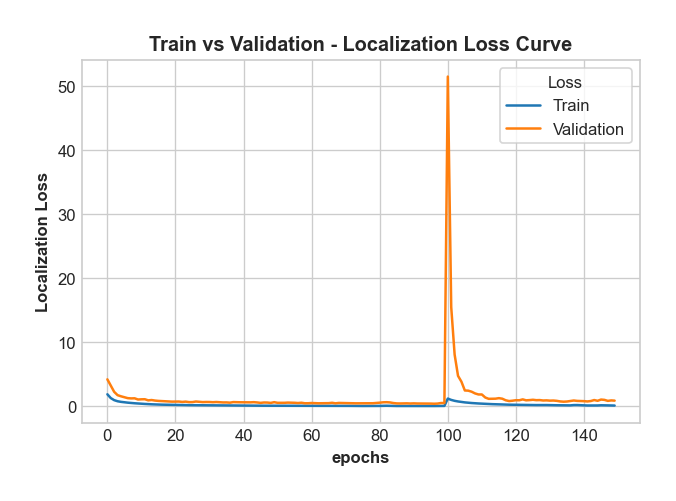 Train vs Validation - Localization Loss Curve
Loss
Train
Validation
Localization Loss
50
40
30
20
10
0
0 20 40 60 80 100 120 140
epochs